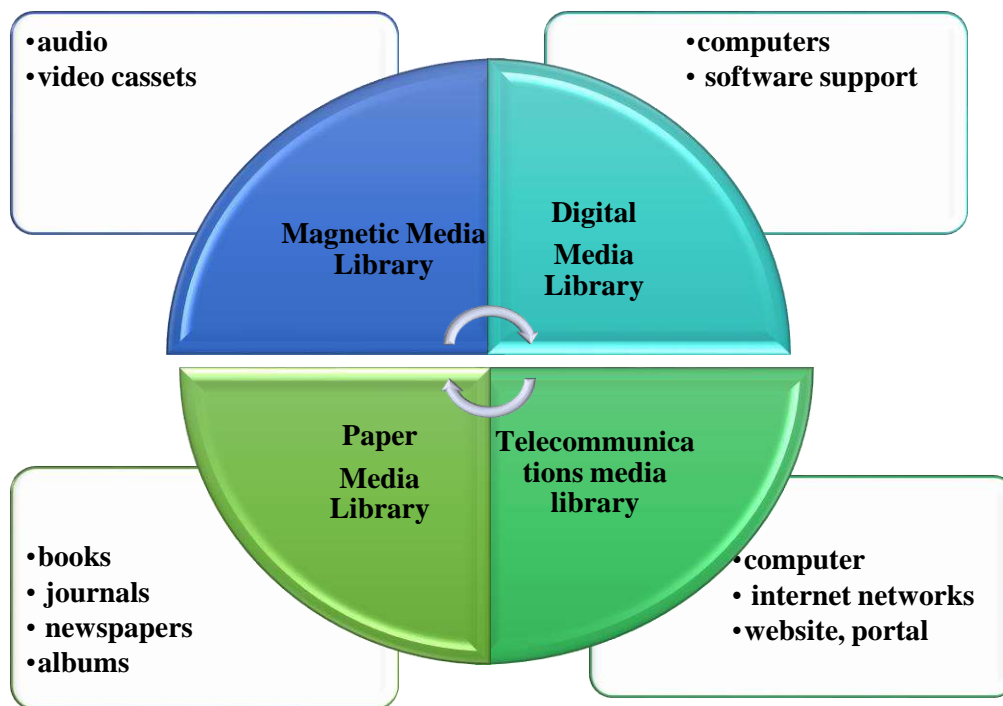 •audio
•video cassets
•computers
• software support
Magnetic Media
Library
Digital
Media
Library
Paper
Media
Library
Telecommunica
tions media
library
•books
• journals
• newspapers
•albums
•computer
• internet networks
•website, portal